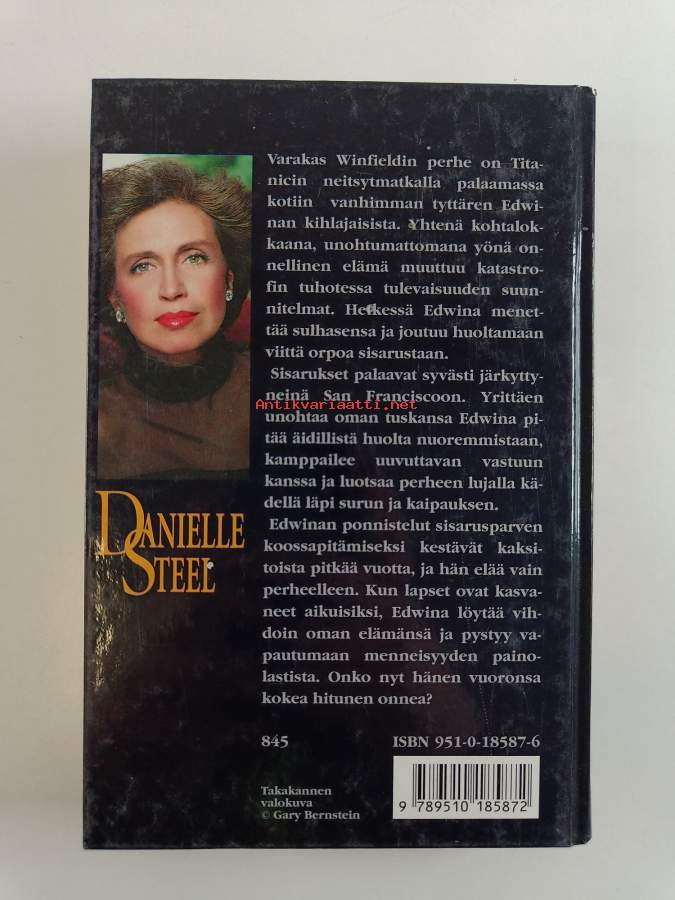 Varakas Winfieldin perhe on Tita-
nicin neitsytmatkalla palaamassa
kotiin vanhimman tyttären Edwi-
nan kihlajaisista. Yhtenä kohtalok-
kaana, unohtumattomana yönä on-
nellinen elämä muuttuu katastro-
fin tuhotessa tulevaisuuden suun-
nitelmat. Hetkessä Edwina menet-
tää sulhasensa ja joutuu huoltamaan
viittä orpoa sisarustaan.
Sisarukset palaavat syvästi järkytty-
neinä San Franciscoon. Yrittäen
Antikvariaatti.net
unohtaa oman tuskansa Edwina pi-
tää äidillistä huolta nuoremmistaan,
kamppailee uuvuttavan vastuun
kanssa ja luotsaa perheen lujalla kä-
dellä läpi surun ja kaipauksen.
Edwinan ponnistelut sisarusparven
koossapitämiseksi kestävät kaksi-
toista pitkää vuotta, ja hän elää vain
perheelleen. Kun lapset ovat kasva-
neet aikuisiksi, Edwina löytää vih-
doin oman elämänsä ja pystyy va-
pautumaan menneisyyden paino-
lastista. Onko nyt hänen vuoronsa
kokea hitunen onnea?
DANIELLE
STEEL
845 ISBN 951-0-18587-6
Takakannen
valokuva
© Gary Bernstein
9 789510 185872